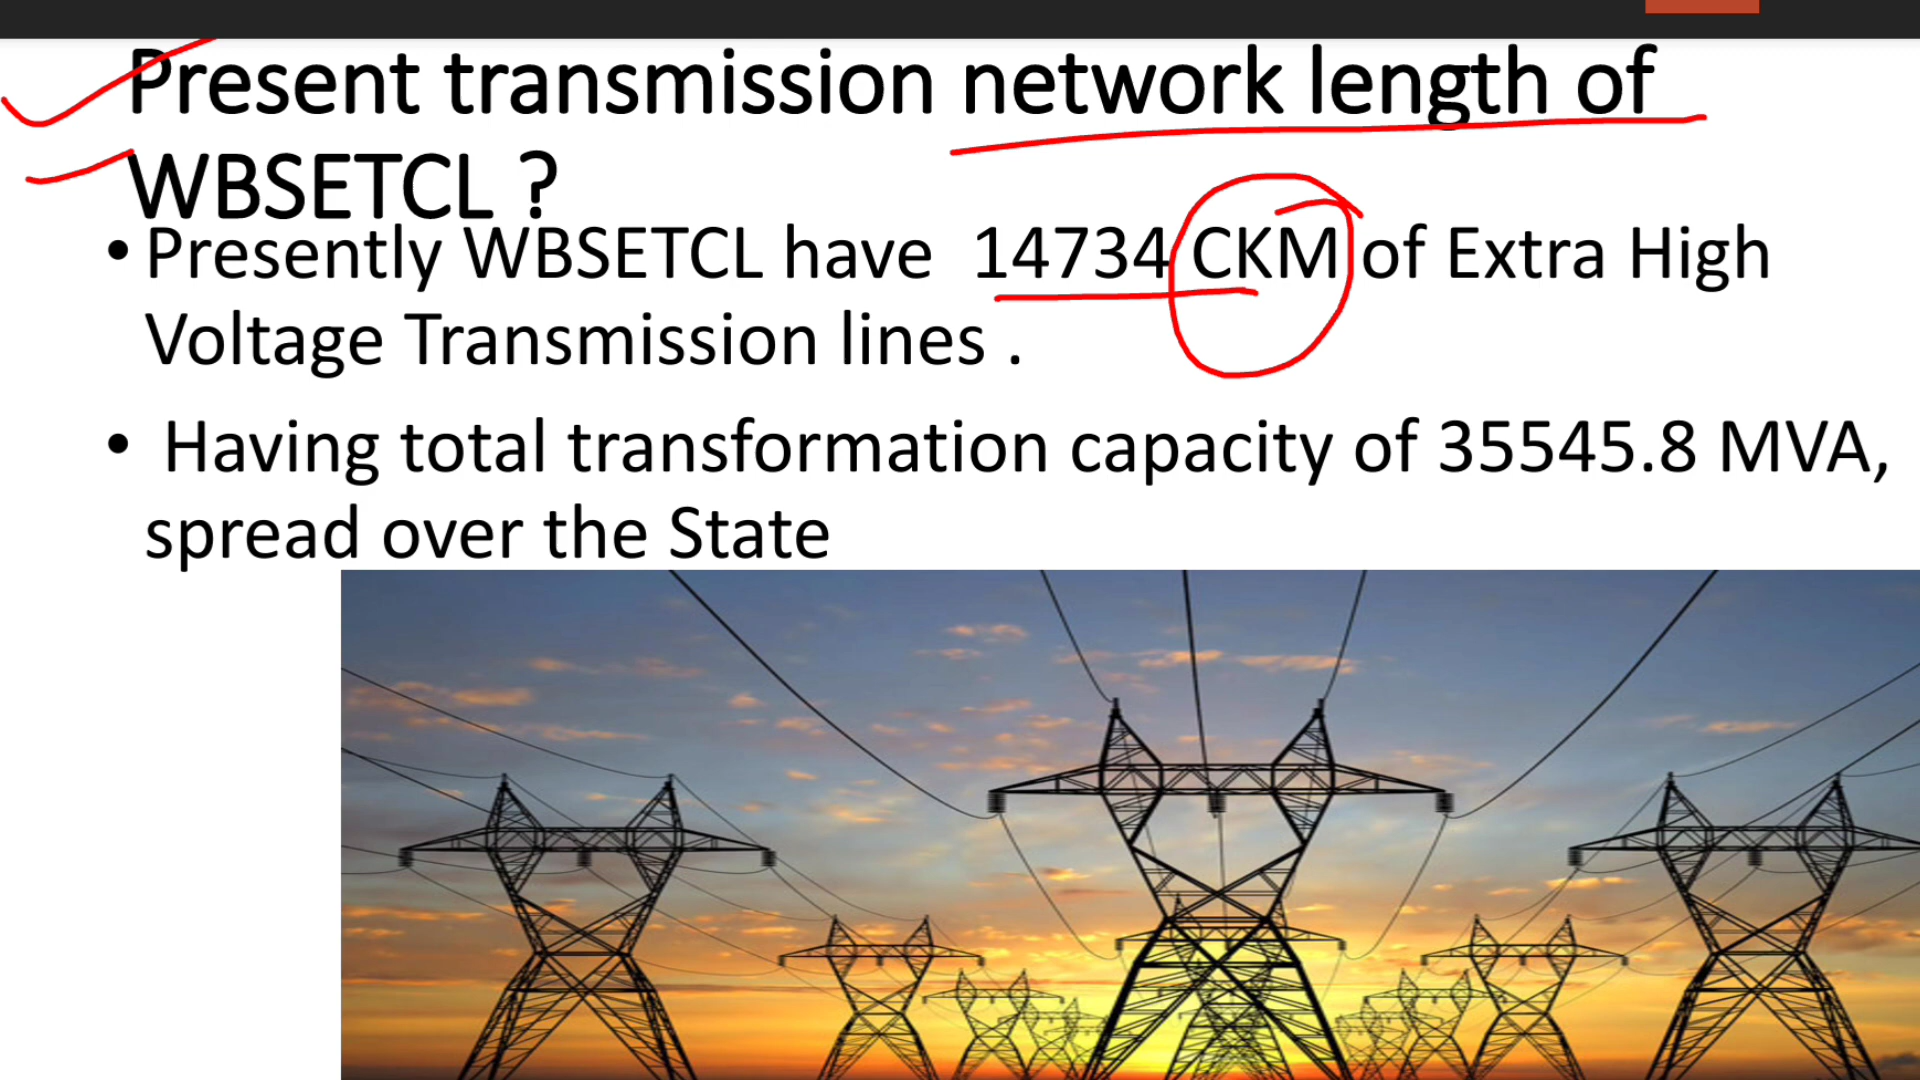 Present transmission network length of
WBSETCL ?
• Presently WBSETCL have 14734 CKM of Extra High
Voltage Transmission lines .
• Having total transformation capacity of 35545.8 MVA,
spread over the State